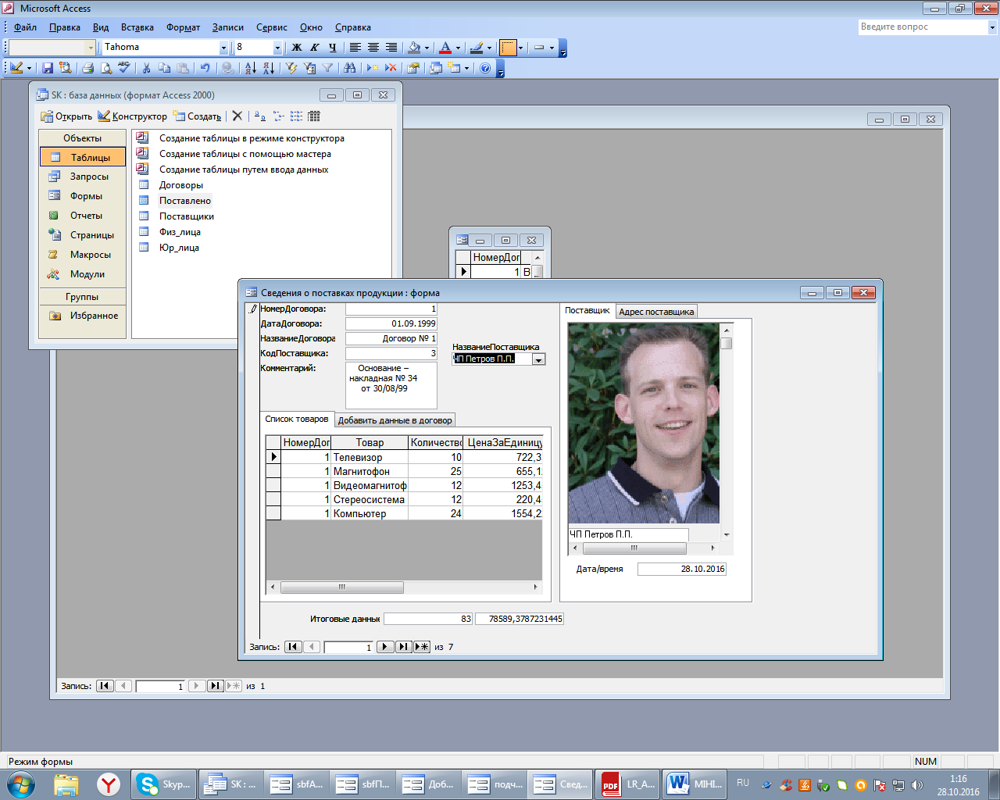 Microsoft Access
Файл Правка Вид Вставка Формат Записи Сервис Окно Справка
Введите вопрос
Tahoma 8 Ж К Ч
SK : база данных (формат Access 2000)
Открыть Конструктор Создать
Объекты
Таблицы
Запросы
Формы
Отчеты
Страницы
Макросы
Модули
Группы
Избранное
Создание таблицы в режиме конструктора
Создание таблицы с помощью мастера
Создание таблицы путем ввода данных
Договоры
Поставлено
Поставщики
Физ_лица
Юр_лица
НомерДог
1 В
Сведения о поставках продукции : форма
НомерДоговора: 1
ДатаДоговора: 01.09.1999
НазваниеДоговора Договор № 1
КодПоставщика: 3
Комментарий: Основание –
накладная № 34
от 30/08/99
НазваниеПоставщика
ЧП Петров П.П.
Список товаров Добавить данные в договор
НомерДог Товар Количество ЦенаЗаЕдиницу
1 Телевизор 10 722,3
1 Магнитофон 25 655,1
1 Видеомагнитоф 12 1253,4
1 Стереосистема 12 220,4
1 Компьютер 24 1554,2
Поставщик Адрес поставщика
ЧП Петров П.П.
Дата/время 28.10.2016
Итоговые данные 83 78589,3787231445
Запись: 1 из 7
Запись: 1 из 1
Режим формы
NUM
Skyp... SK : ... sbfA... sbfП... Доб... подч... Свед... LR_A... MIHI...
RU
1:16
28.10.2016